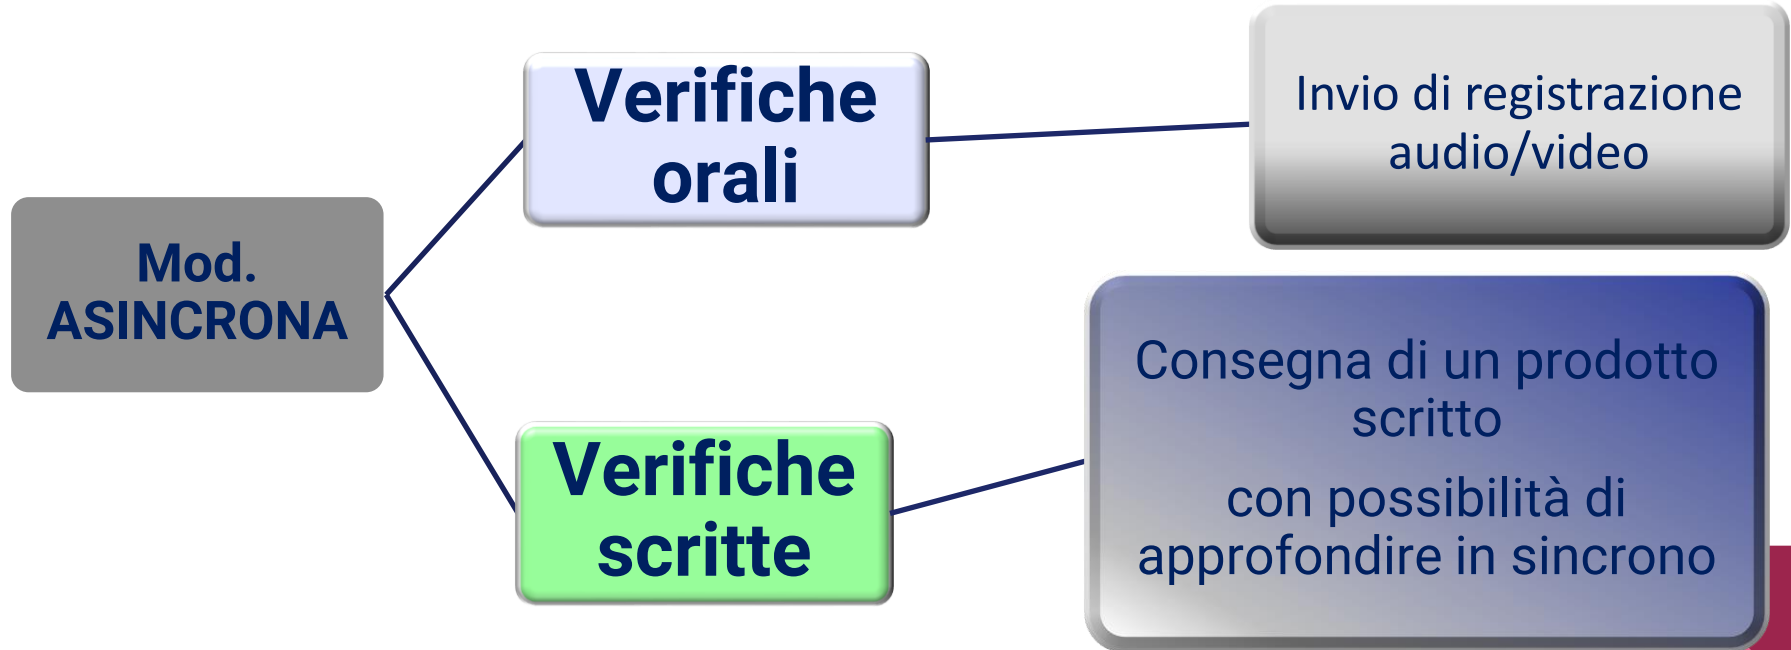 Mod.
ASINCRONA
Verifiche
orali
Invio di registrazione
audio/video
Verifiche
scritte
Consegna di un prodotto
scritto
con possibilità di
approfondire in sincrono